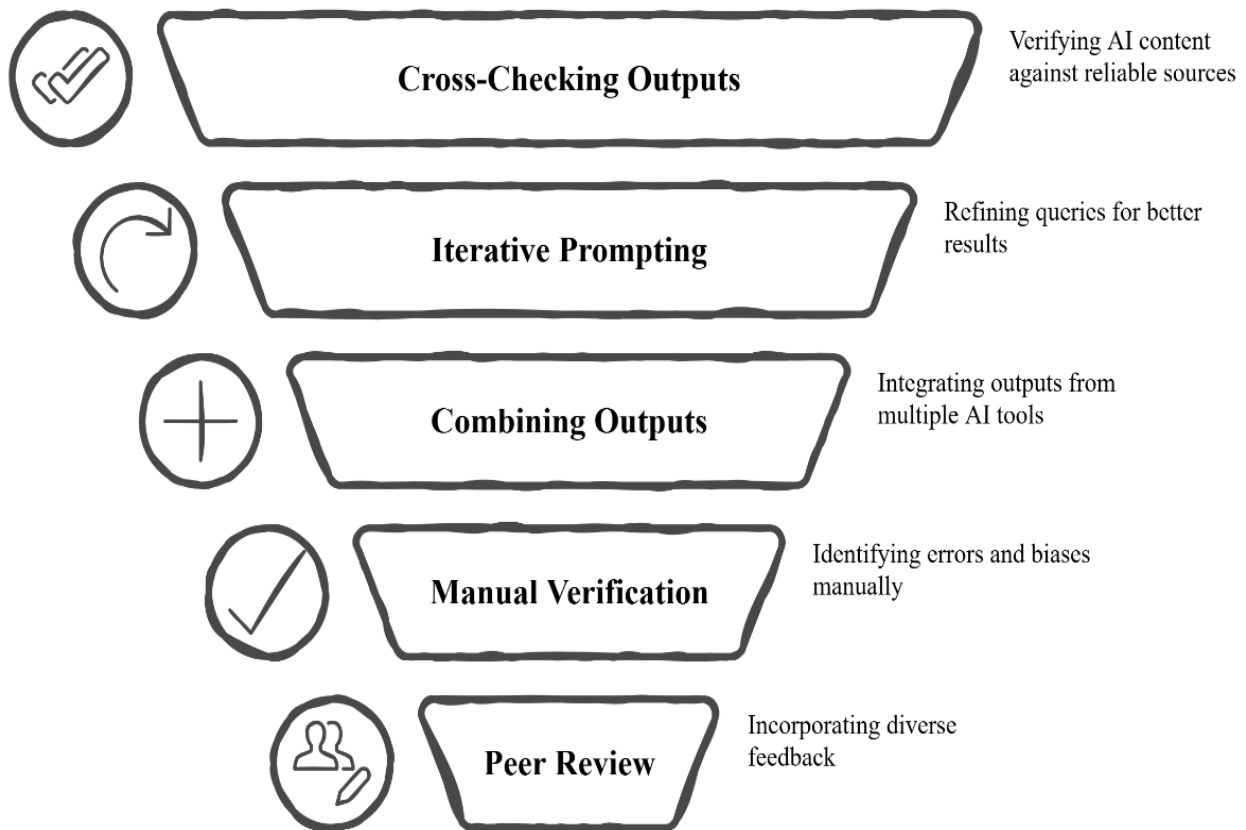 Cross-Checking Outputs
Verifying AI content
against reliable sources
Iterative Prompting
Refining queries for better
results
Combining Outputs
Integrating outputs from
multiple AI tools
Manual Verification
Identifying errors and biases
manually
Peer Review
Incorporating diverse
feedback